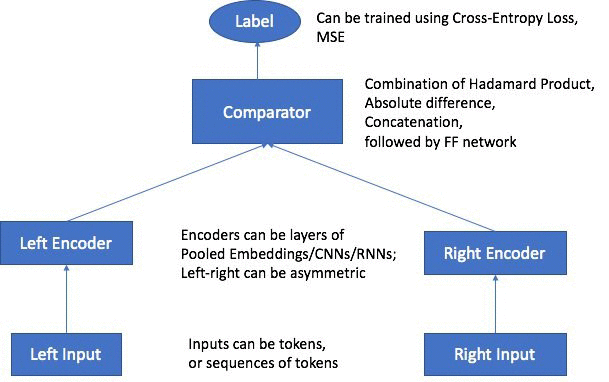 Label
Can be trained using Cross-Entropy Loss,
MSE
Comparator
Combination of Hadamard Product,
Absolute difference,
Concatenation,
followed by FF network
Left Encoder
Encoders can be layers of
Pooled Embeddings/CNNs/RNNs;
Left-right can be asymmetric
Right Encoder
Left Input
Inputs can be tokens,
or sequences of tokens
Right Input